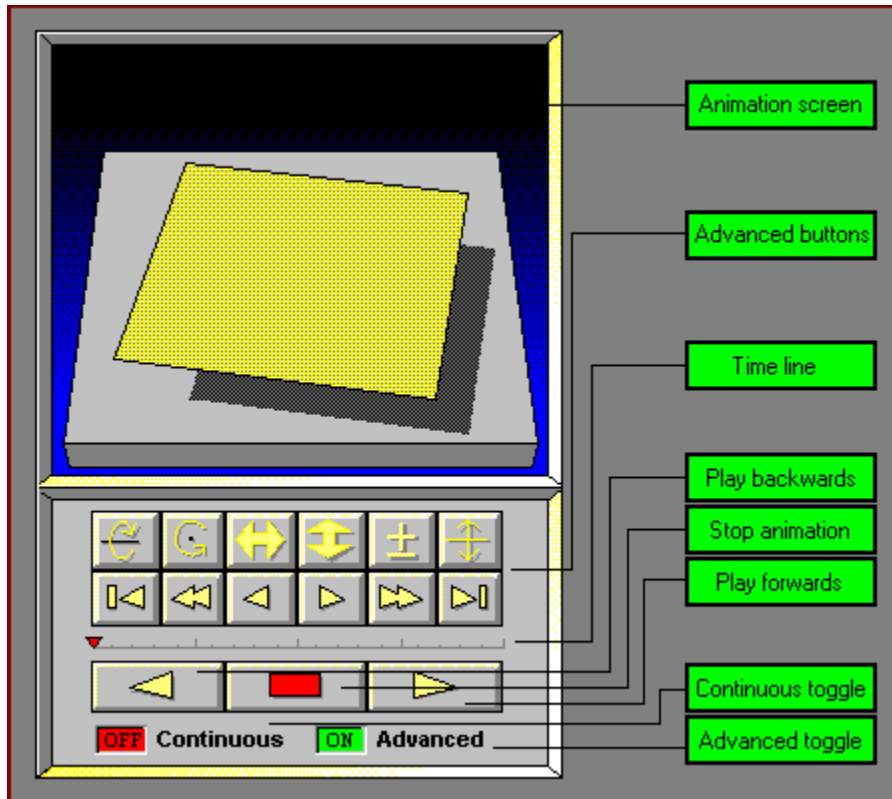 Animation screen
Advanced buttons
Time line
Play backwards
Stop animation
Play forwards
Continuous toggle
OFF Continuous ON Advanced
Advanced toggle